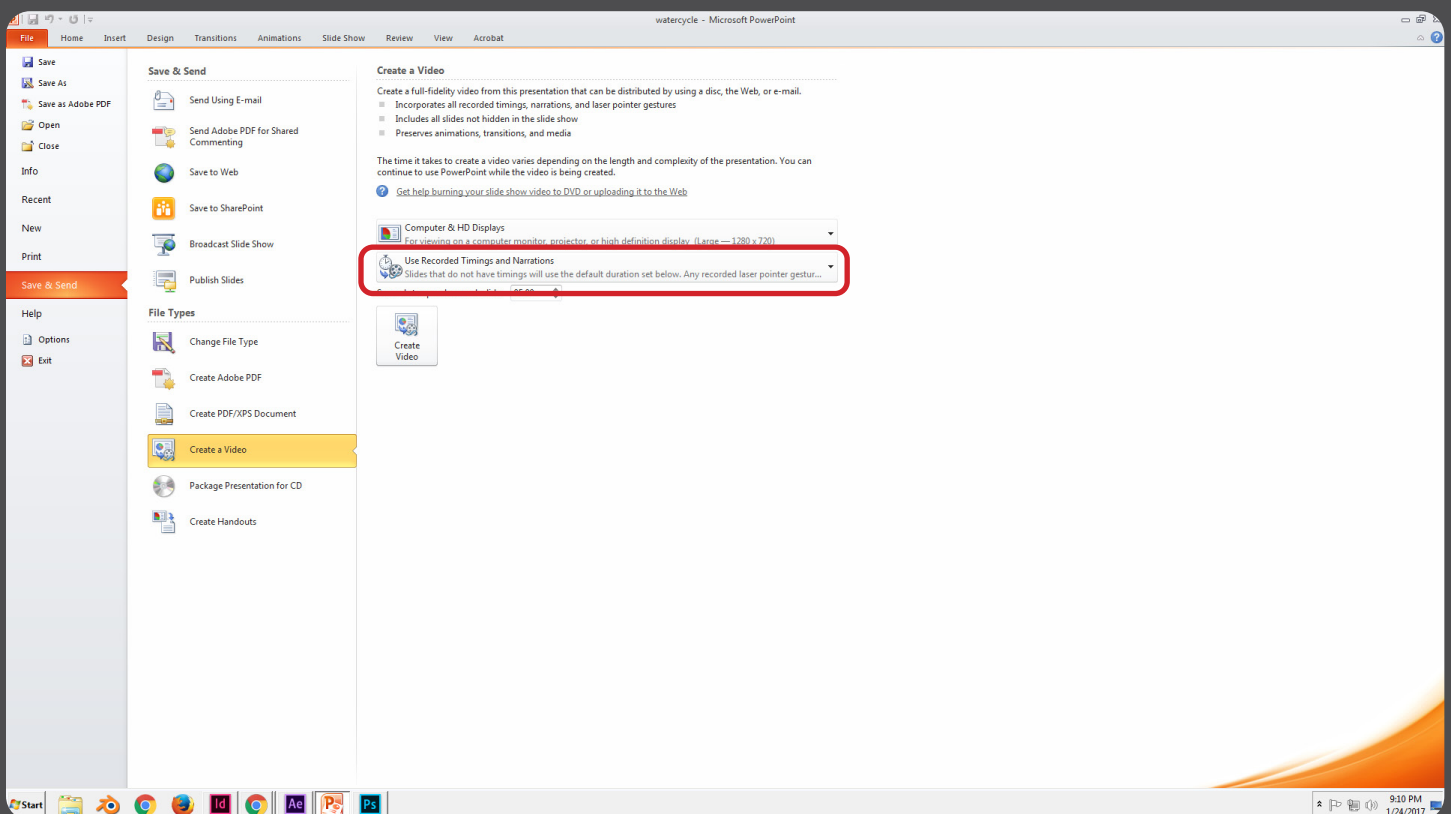 watercycle - Microsoft PowerPoint
File Home Insert Design Transitions Animations Slide Show Review View Acrobat
Save
Save As
Save as Adobe PDF
Open
Close
Info
Recent
New
Print
Save & Send
Help
Options
Exit
Save & Send
Send Using E-mail
Send Adobe PDF for Shared
Commenting
Save to Web
Save to SharePoint
Broadcast Slide Show
Publish Slides
File Types
Change File Type
Create Adobe PDF
Create PDF/XPS Document
Create a Video
Package Presentation for CD
Create Handouts
Create a Video
Create a full-fidelity video from this presentation that can be distributed by using a disc, the Web, or e-mail.
Incorporates all recorded timings, narrations, and laser pointer gestures
Includes all slides not hidden in the slide show
Preserves animations, transitions, and media
The time it takes to create a video varies depending on the length and complexity of the presentation. You can
continue to use PowerPoint while the video is being created.
Get help burning your slide show video to DVD or uploading it to the Web
Computer & HD Displays
For viewing on a computer monitor, projector, or high definition display (Large — 1280 x 720)
Use Recorded Timings and Narrations
Slides that do not have timings will use the default duration set below. Any recorded laser pointer gestur...
Create
Video
Start Id Ae Ps
9:10 PM
1/24/2017